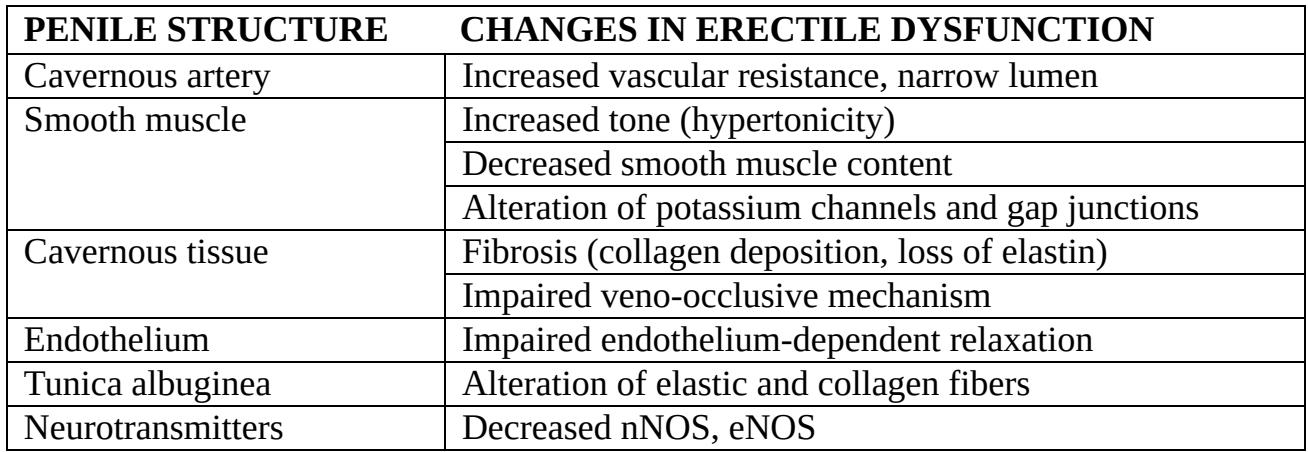 PENILE STRUCTURE CHANGES IN ERECTILE DYSFUNCTION
Cavernous artery Increased vascular resistance, narrow lumen
Smooth muscle Increased tone (hypertonicity)
Decreased smooth muscle content
Alteration of potassium channels and gap junctions
Cavernous tissue Fibrosis (collagen deposition, loss of elastin)
Impaired veno-occlusive mechanism
Endothelium Impaired endothelium-dependent relaxation
Tunica albuginea Alteration of elastic and collagen fibers
Neurotransmitters Decreased nNOS, eNOS